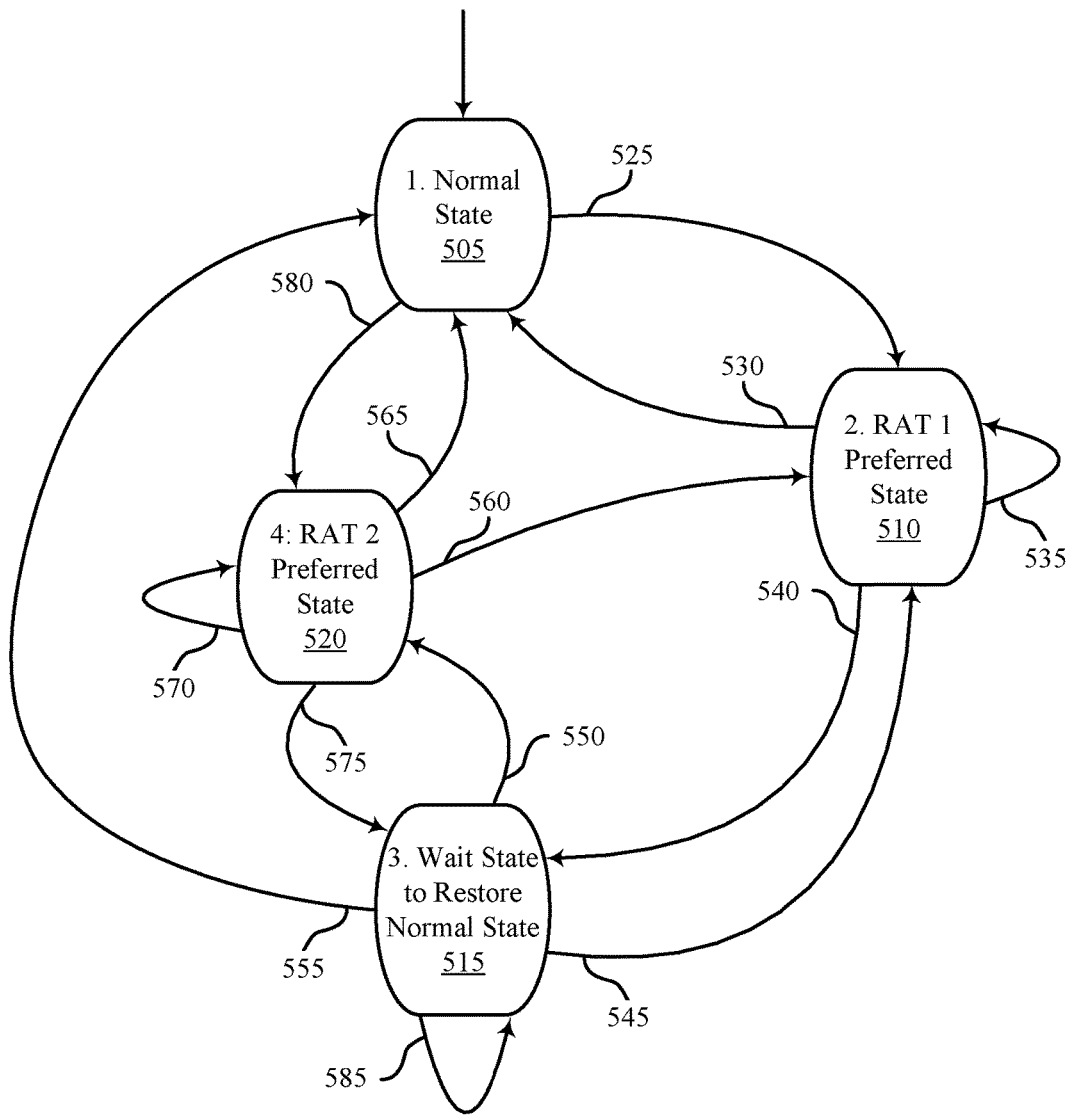 525
1. Normal
State
505
580
530
565
2. RAT 1
Preferred
State
510
560
535
4: RAT 2
Preferred
State
520
540
570
575
550
3. Wait State
to Restore
Normal State
515
555
545
585